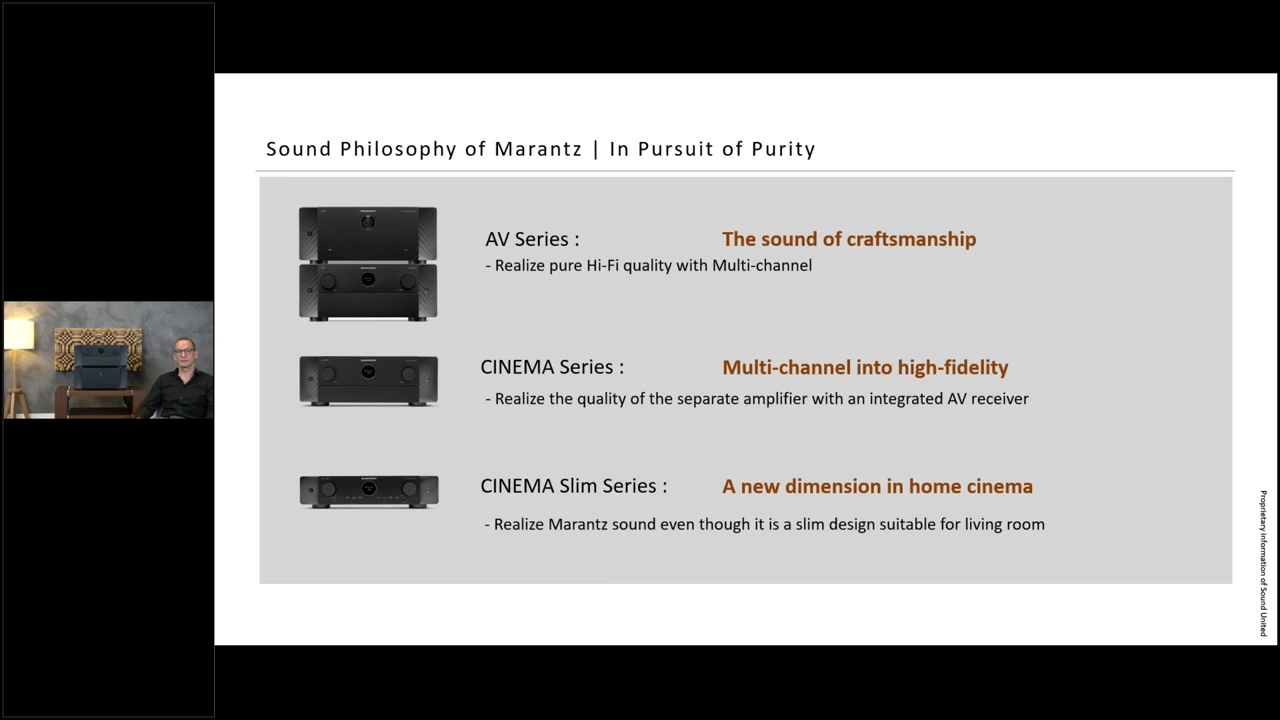 Sound Philosophy of Marantz | In Pursuit of Purity
AV Series : The sound of craftsmanship
- Realize pure Hi-Fi quality with Multi-channel
CINEMA Series : Multi-channel into high-fidelity
- Realize the quality of the separate amplifier with an integrated AV receiver
CINEMA Slim Series : A new dimension in home cinema
- Realize Marantz sound even though it is a slim design suitable for living room
Proprietary information of Sound United